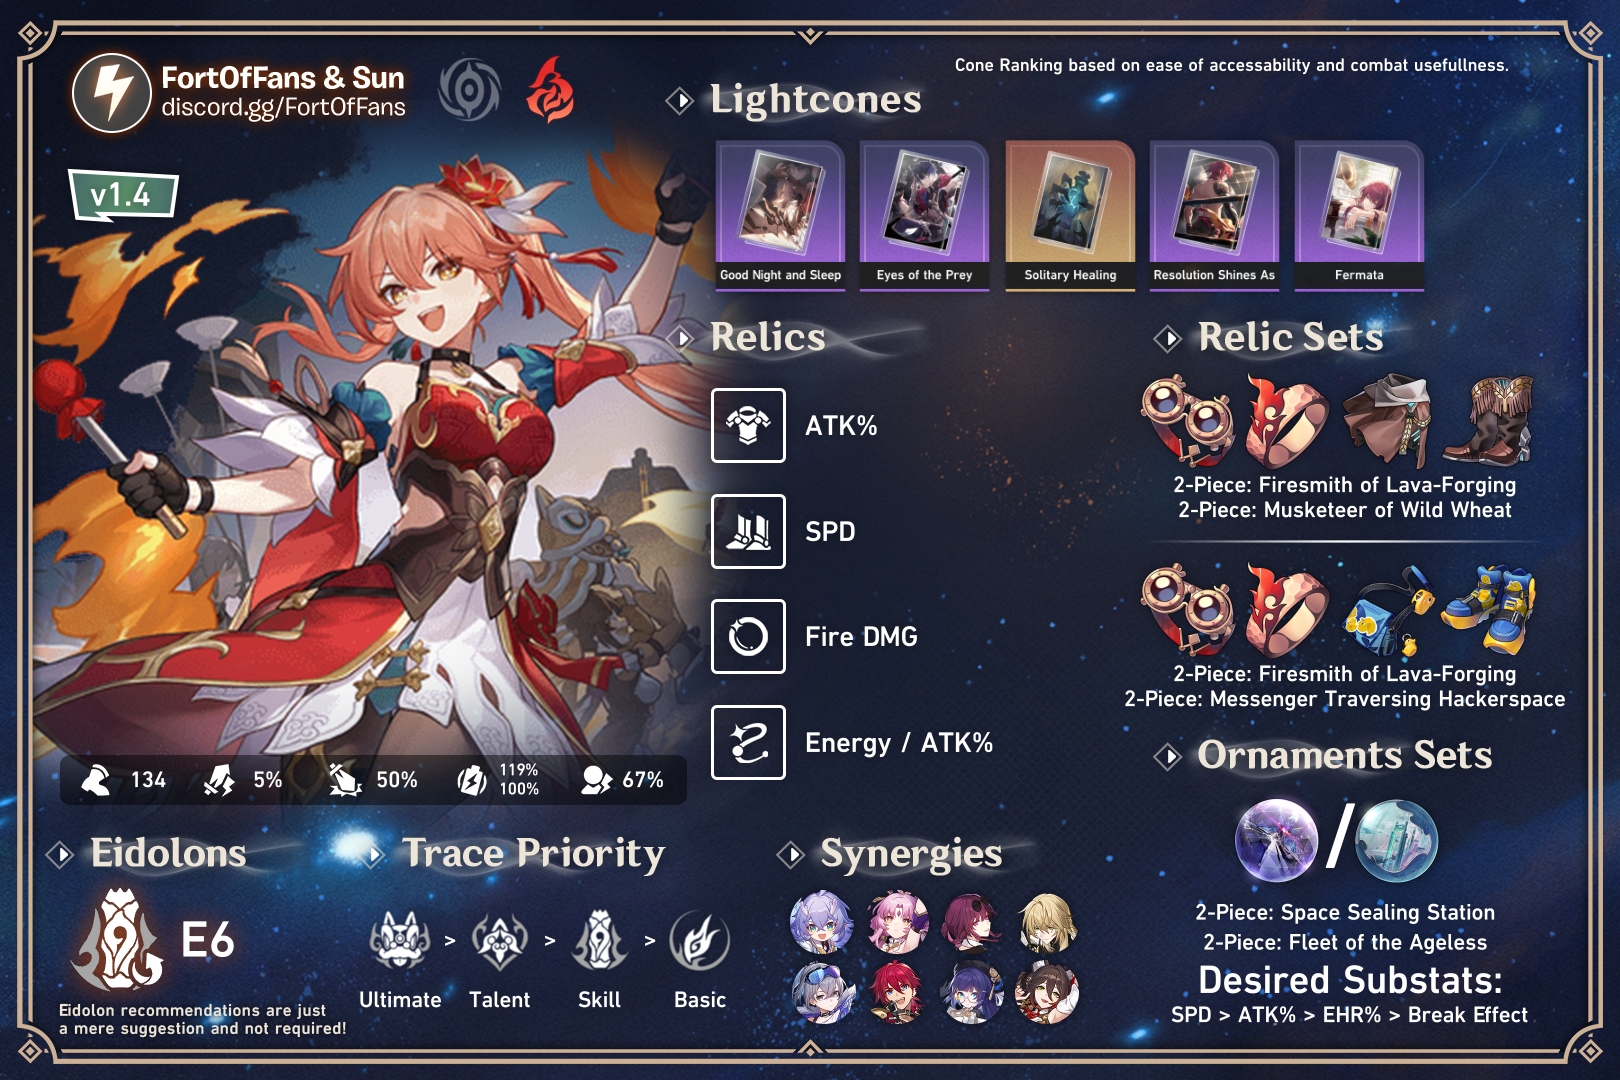 FortOfFans & Sun
discord.gg/FortOfFans
v1.4
Cone Ranking based on ease of accessability and combat usefullness.
Lightcones
Good Night and Sleep
Eyes of the Prey
Solitary Healing
Resolution Shines As
Fermata
Relics
ATK%
SPD
Fire DMG
Energy / ATK%
Relic Sets
2-Piece: Firesmith of Lava-Forging
2-Piece: Musketeer of Wild Wheat
2-Piece: Firesmith of Lava-Forging
2-Piece: Messenger Traversing Hackerspace
Ornaments Sets
/
2-Piece: Space Sealing Station
2-Piece: Fleet of the Ageless
Desired Substats:
SPD > ATK% > EHR% > Break Effect
134
5%
50%
119%
100%
67%
Eidolons
E6
Eidolon recommendations are just
a mere suggestion and not required!
Trace Priority
> > >
Ultimate Talent Skill Basic
Synergies